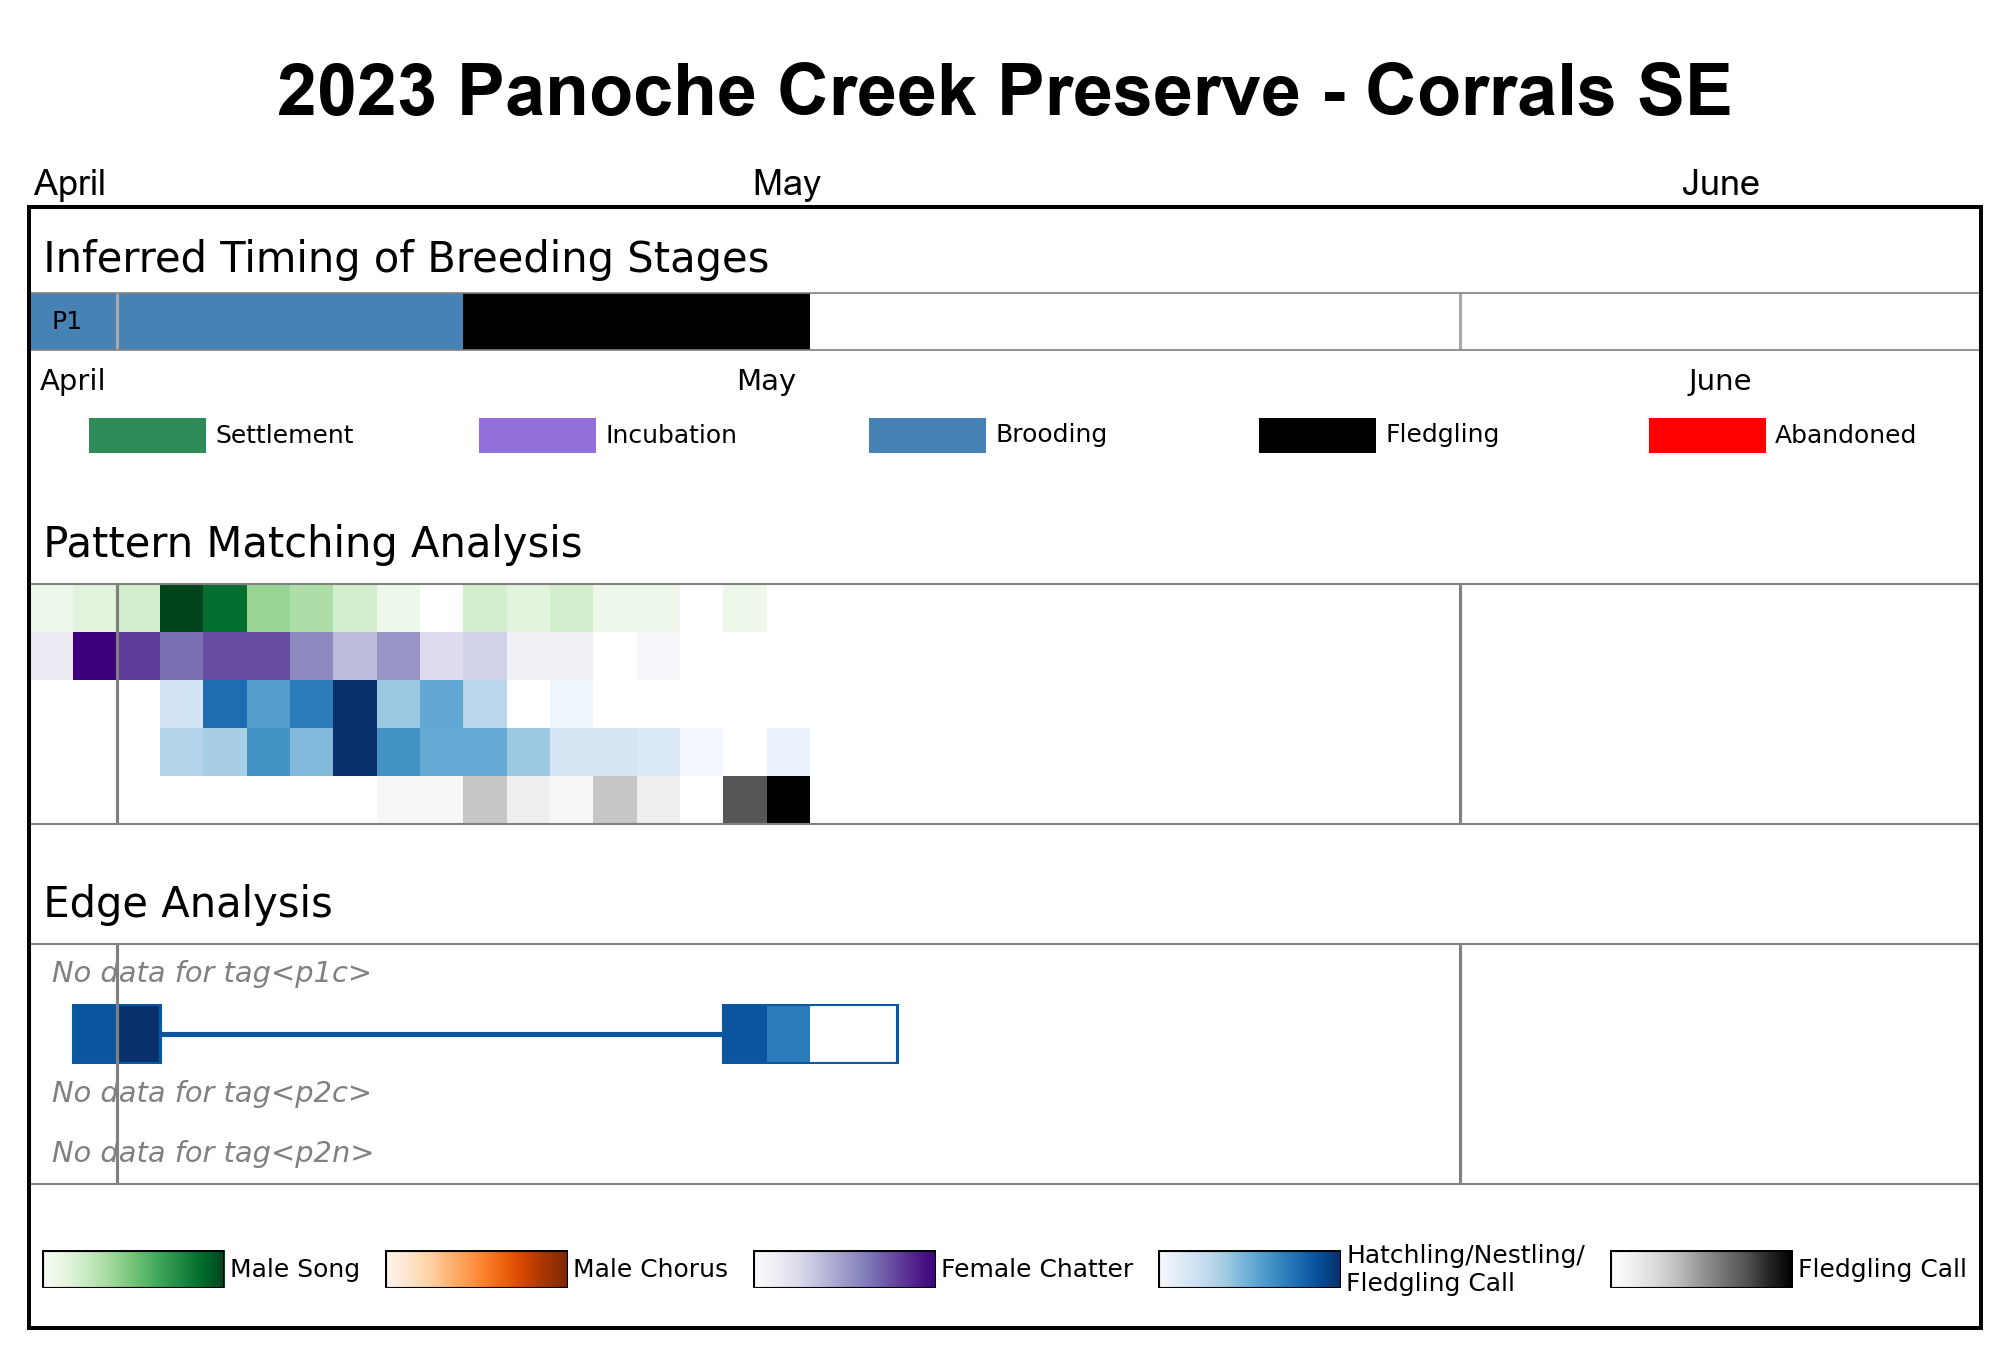 2023 Panoche Creek Preserve - Corrals SE
April May June
Inferred Timing of Breeding Stages
P1
April May June
Settlement Incubation Brooding Fledgling Abandoned
Pattern Matching Analysis
Edge Analysis
No data for tag<p1c>
No data for tag<p2c>
No data for tag<p2n>
Male Song Male Chorus Female Chatter Hatchling/Nestling/
Fledgling Call Fledgling Call